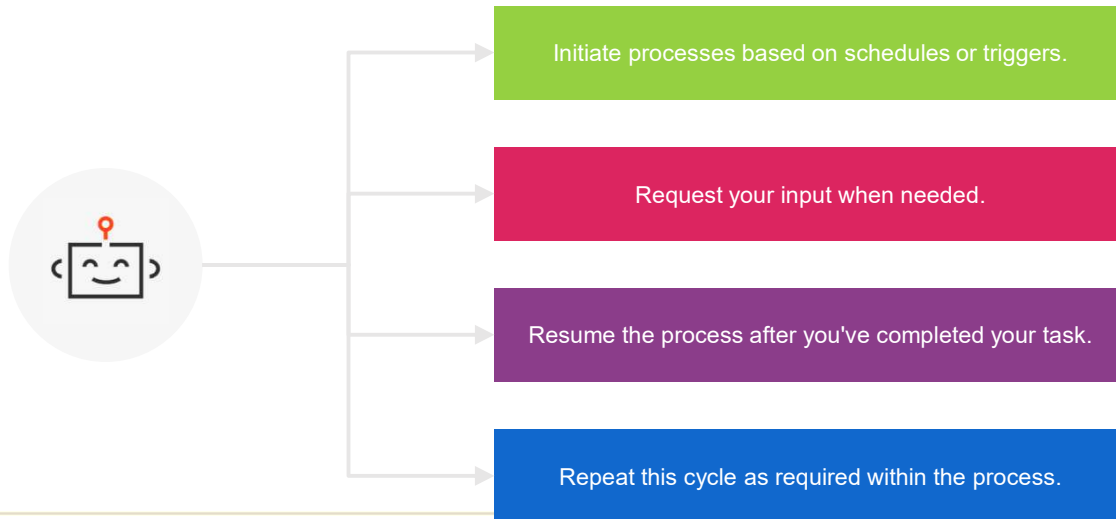 Initiate processes based on schedules or triggers.
Request your input when needed.
Resume the process after you've completed your task.
Repeat this cycle as required within the process.